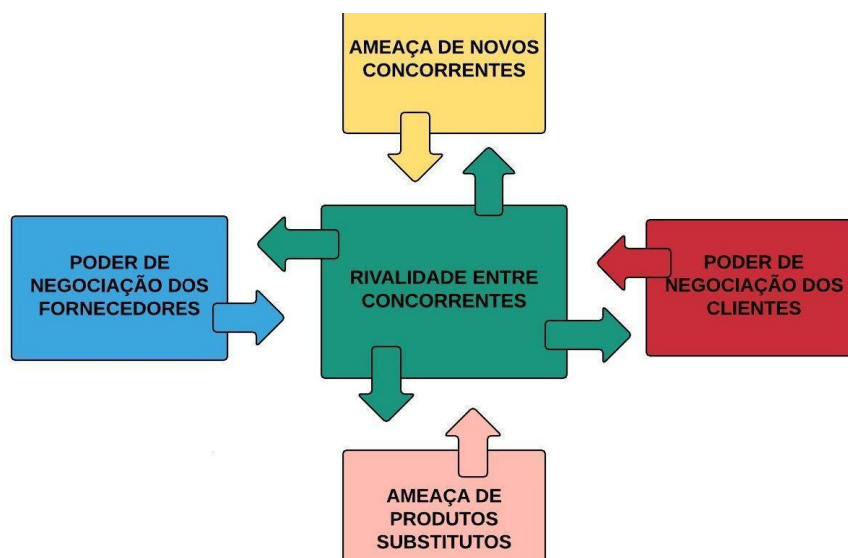 AMEAÇA DE NOVOS
CONCORRENTES
PODER DE
NEGOCIAÇÃO DOS
FORNECEDORES
RIVALIDADE ENTRE
CONCORRENTES
PODER DE
NEGOCIAÇÃO DOS
CLIENTES
AMEAÇA DE
PRODUTOS
SUBSTITUTOS